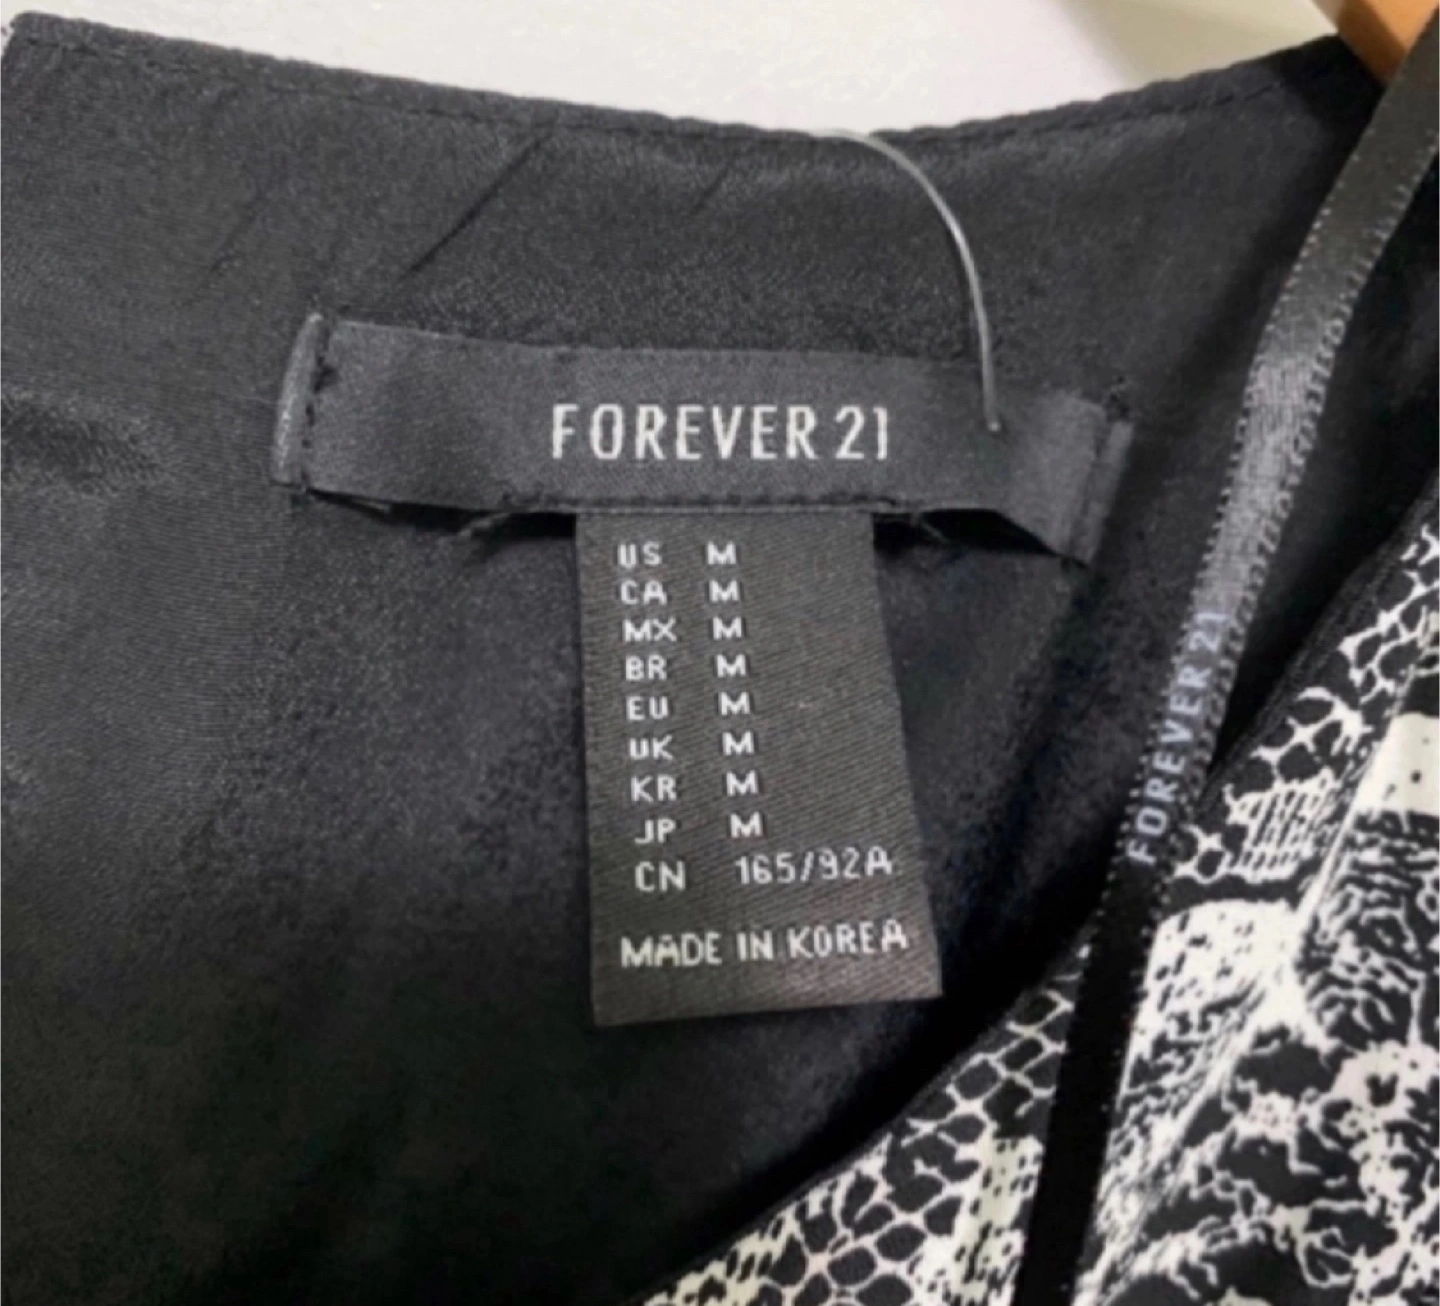 FOREVER 21
US M
CA M
MX M
BR M
EU M
UK M
KR M
JP M
CN 165/92A
MADE IN KOREA
FOREVER 21